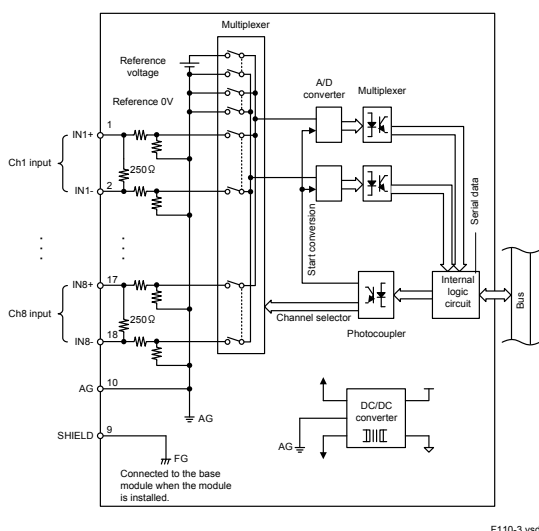 Multiplexer
Reference
voltage
Reference 0V
A/D
converter
Multiplexer
1
IN1+
Ch1 input
250Ω
IN1-
2
Start conversion
Serial data
Internal
logic
circuit
Bus
Photocoupler
Channel selector
17
IN8+
Ch8 input
250Ω
IN8-
18
10
AG
AG
9
SHIELD
FG
Connected to the base
module when the module
is installed.
DC/DC
converter
AG
F110-3.vsd